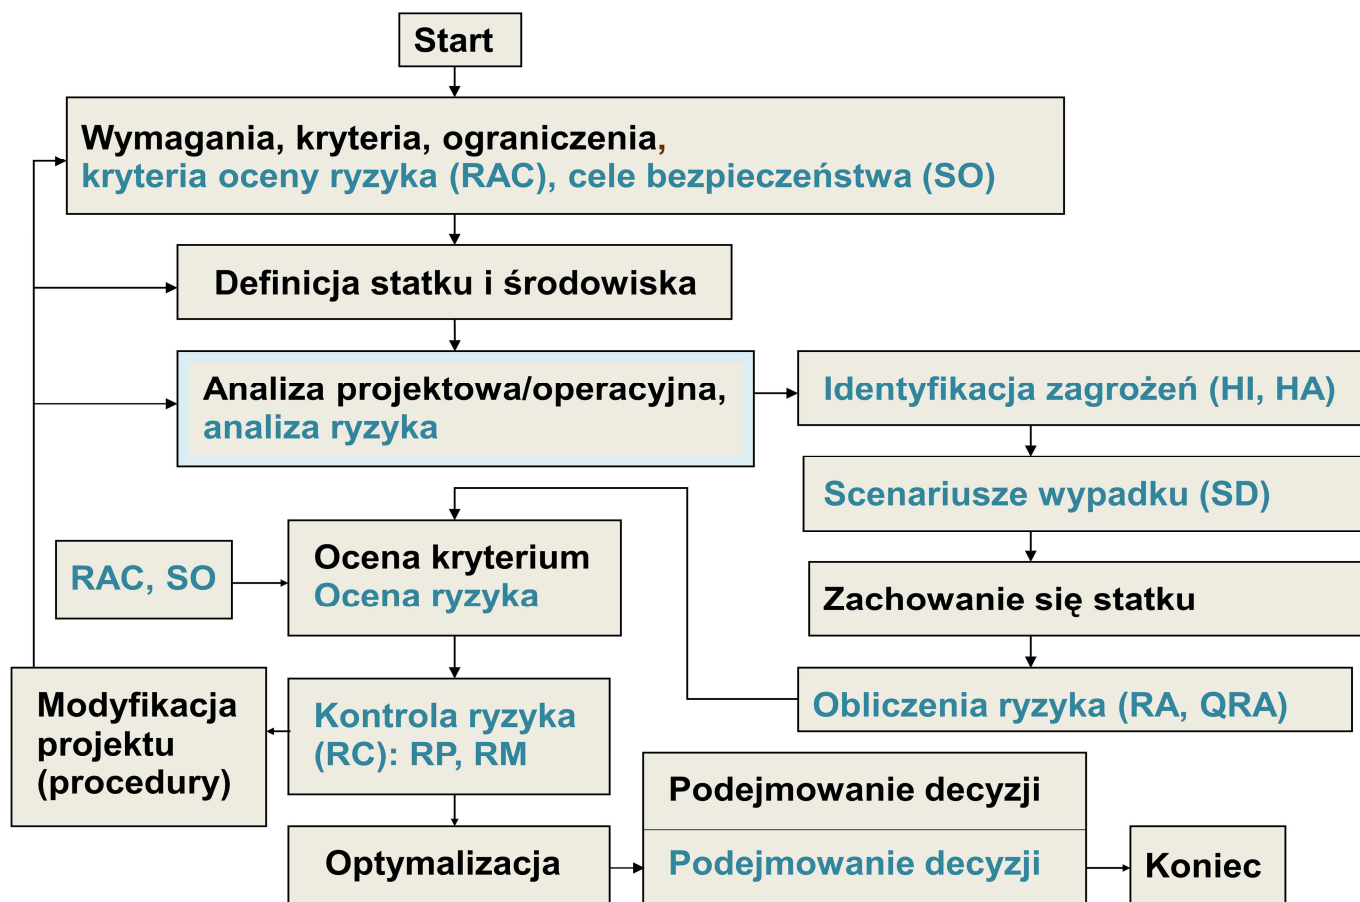 Start
Wymagania, kryteria, ograniczenia,
kryteria oceny ryzyka (RAC), cele bezpieczeństwa (SO)
Definicja statku i środowiska
Analiza projektowa/operacyjna,
analiza ryzyka
Identyfikacja zagrożeń (HI, HA)
Scenariusze wypadku (SD)
Zachowanie się statku
Obliczenia ryzyka (RA, QRA)
RAC, SO
Ocena kryterium
Ocena ryzyka
Kontrola ryzyka
(RC): RP, RM
Modyfikacja
projektu
(procedury)
Optymalizacja
Podejmowanie decyzji
Podejmowanie decyzji
Koniec